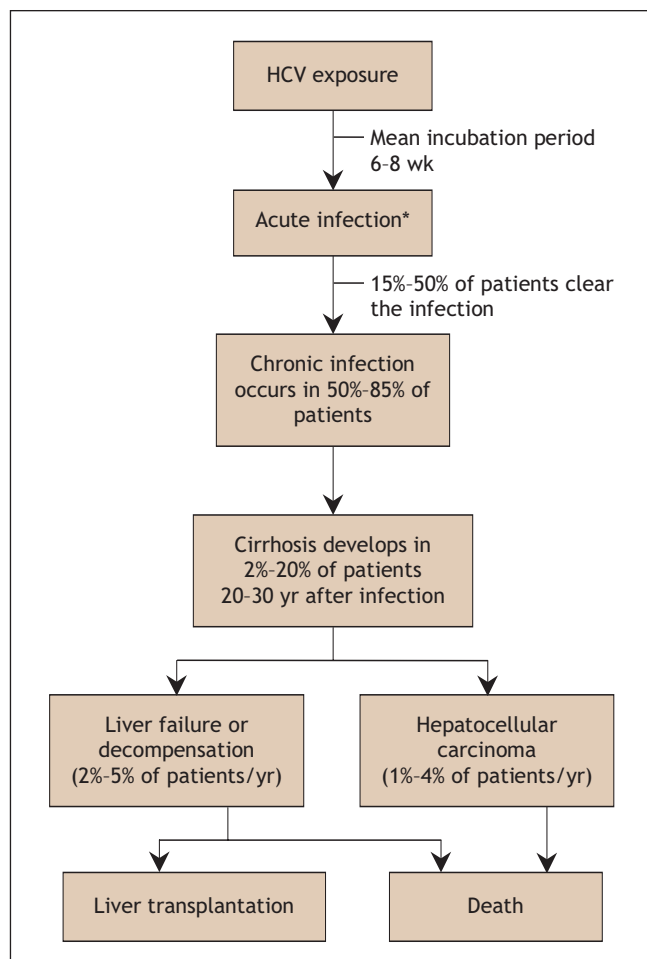 HCV exposure
Mean incubation period
6–8 wk
Acute infection*
15%–50% of patients clear
the infection
Chronic infection
occurs in 50%–85% of
patients
Cirrhosis develops in
2%–20% of patients
20–30 yr after infection
Liver failure or
decompensation
(2%–5% of patients/yr)
Hepatocellular
carcinoma
(1%–4% of patients/yr)
Liver transplantation
Death